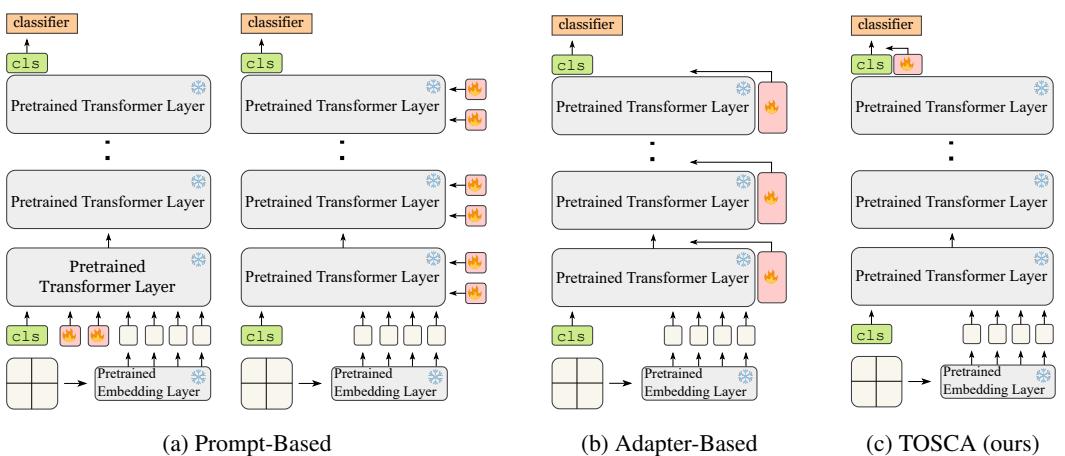 classifier
cls
Pretrained Transformer Layer
Pretrained Transformer Layer
Pretrained
Transformer Layer
cls
Pretrained
Embedding Layer
classifier
cls
Pretrained Transformer Layer
Pretrained Transformer Layer
Pretrained Transformer Layer
cls
Pretrained
Embedding Layer
(a) Prompt-Based
classifier
cls
Pretrained Transformer Layer
Pretrained Transformer Layer
Pretrained Transformer Layer
cls
Pretrained
Embedding Layer
(b) Adapter-Based
classifier
cls
Pretrained Transformer Layer
Pretrained Transformer Layer
Pretrained Transformer Layer
cls
Pretrained
Embedding Layer
(c) TOSCA (ours)